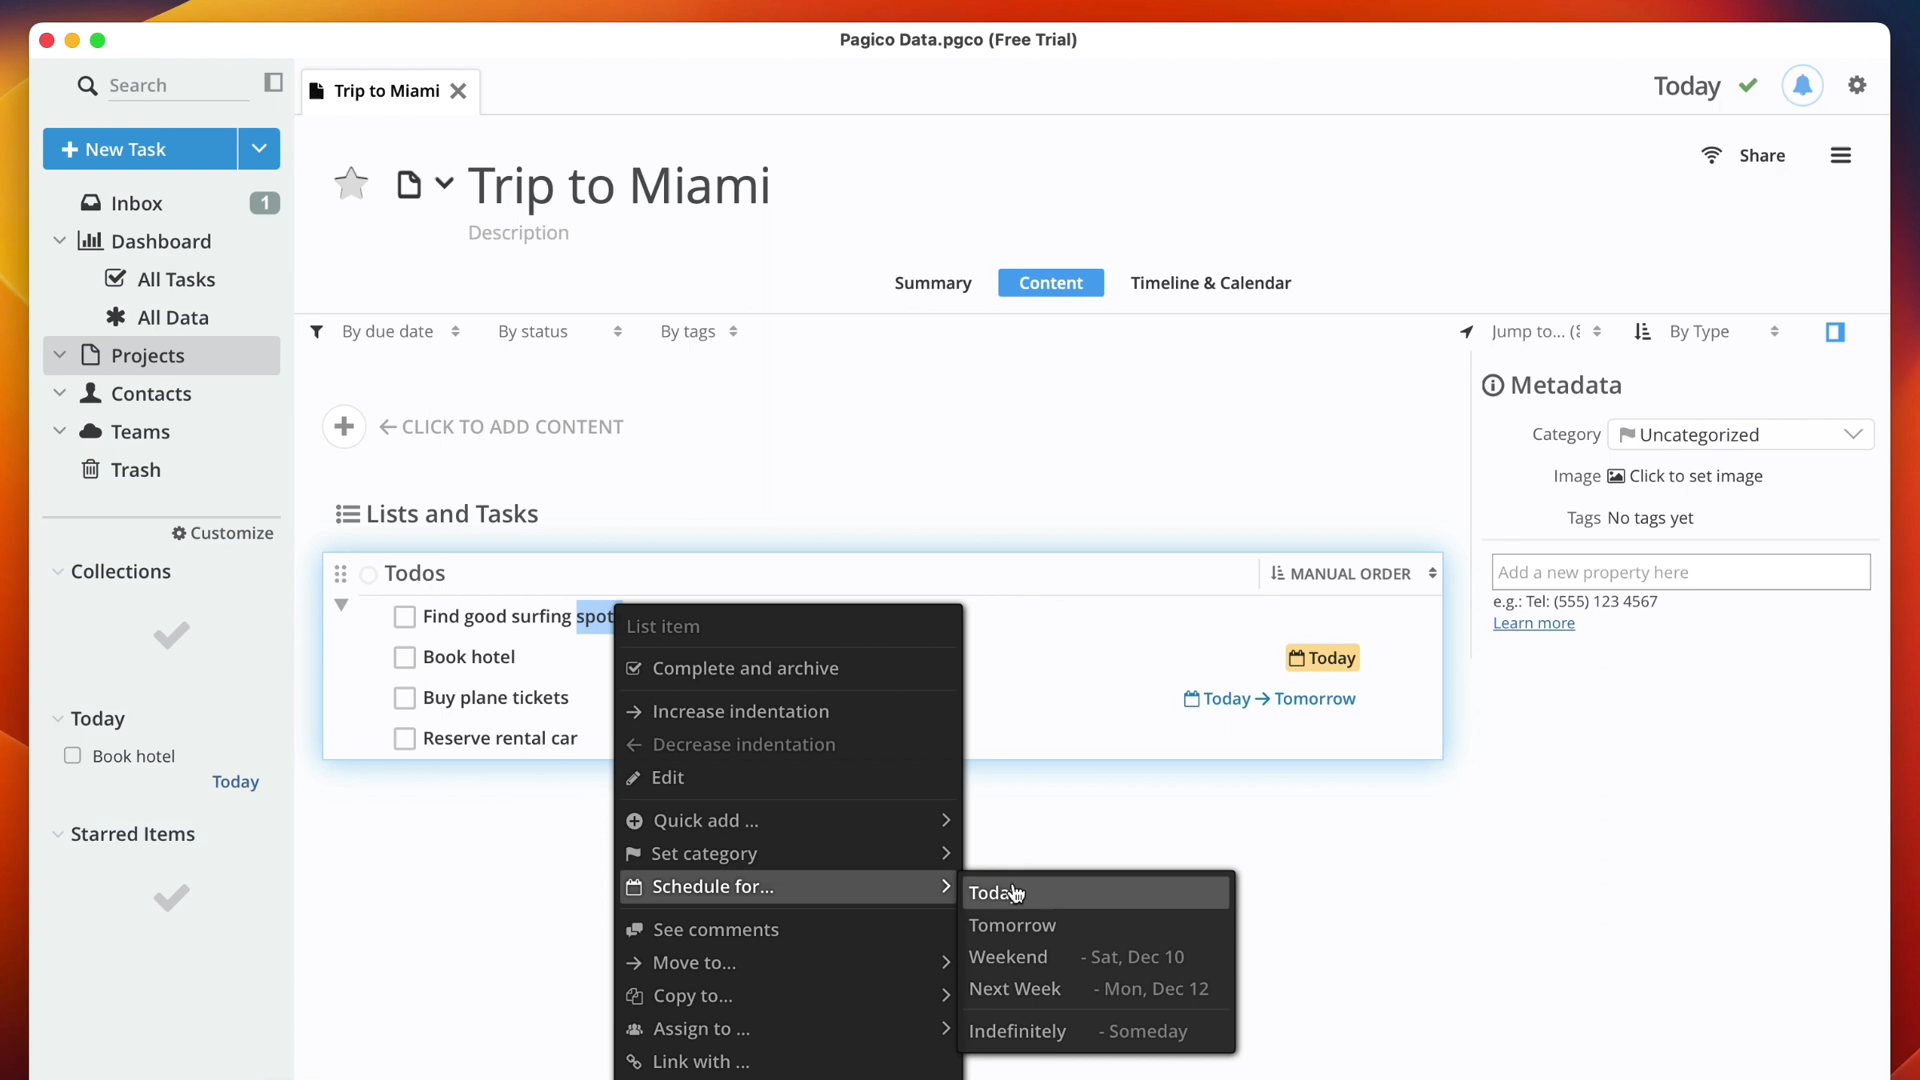 Pagico Data.pgco (Free Trial)
Search
Trip to Miami
Today
New Task
Inbox 1
Dashboard
All Tasks
All Data
Projects
Contacts
Teams
Trash
Customize
Collections
Today
Book hotel
Today
Starred Items
Share
Trip to Miami
Description
Summary Content Timeline & Calendar
By due date By status By tags Jump to... By Type
← CLICK TO ADD CONTENT
Lists and Tasks
Todos MANUAL ORDER
Find good surfing spot
Book hotel Today
Buy plane tickets Today → Tomorrow
Reserve rental car
List item
Complete and archive
Increase indentation
Decrease indentation
Edit
Quick add ...
Set category
Schedule for...
See comments
Move to...
Copy to...
Assign to ...
Link with ...
Today
Tomorrow
Weekend - Sat, Dec 10
Next Week - Mon, Dec 12
Indefinitely - Someday
Metadata
Category Uncategorized
Image Click to set image
Tags No tags yet
Add a new property here
e.g.: Tel: (555) 123 4567
Learn more